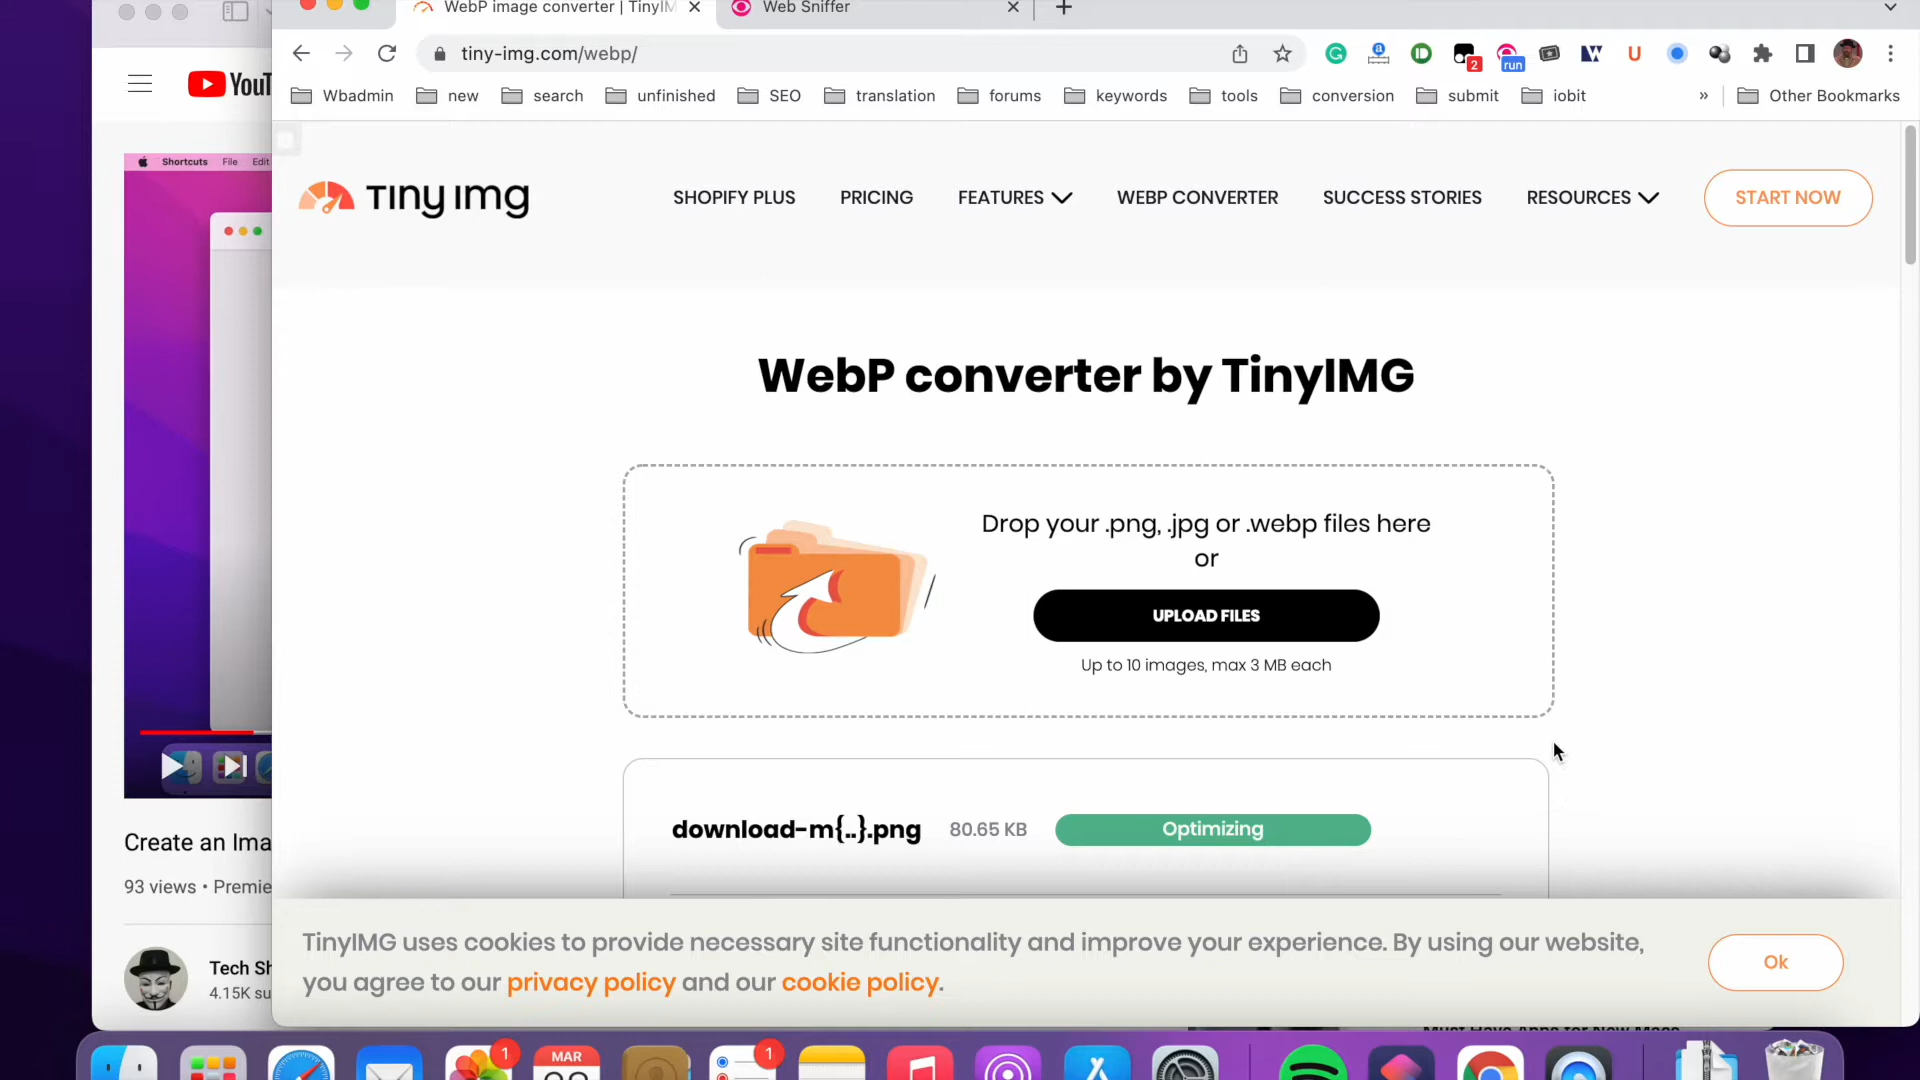 WebP image converter | TinyIM
Web Sniffer
tiny-img.com/webp/
2
run
Wbadmin
new
search
unfinished
SEO
translation
forums
keywords
tools
conversion
submit
iobit
»
Other Bookmarks
YouT
Shortcuts File Edit
Tiny Img
SHOPIFY PLUS
PRICING
FEATURES
WEBP CONVERTER
SUCCESS STORIES
RESOURCES
START NOW
WebP converter by TinyIMG
Drop your .png, .jpg or .webp files here
or
UPLOAD FILES
Up to 10 images, max 3 MB each
download-m{..}.png 80.65 KB Optimizing
Create an Ima
93 views • Premie
Tech Sh
4.15K su
TinyIMG uses cookies to provide necessary site functionality and improve your experience. By using our website,
you agree to our privacy policy and our cookie policy.
Ok
1
MAR
1